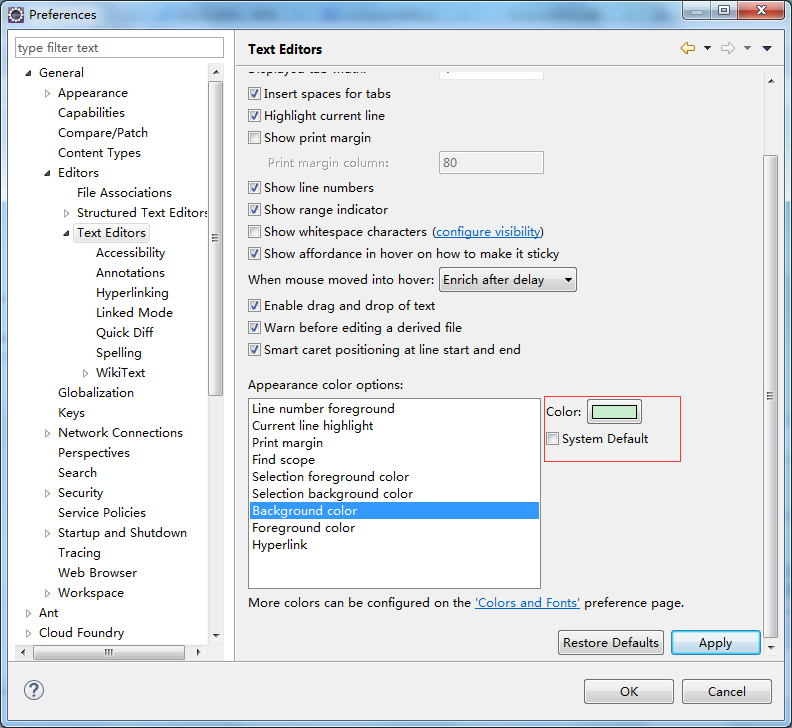 Preferences
type filter text
General
Appearance
Capabilities
Compare/Patch
Content Types
Editors
File Associations
Structured Text Editors
Text Editors
Accessibility
Annotations
Hyperlinking
Linked Mode
Quick Diff
Spelling
WikiText
Globalization
Keys
Network Connections
Perspectives
Search
Security
Service Policies
Startup and Shutdown
Tracing
Web Browser
Workspace
Ant
Cloud Foundry
Text Editors
Displayed tab width:
Insert spaces for tabs
Highlight current line
Show print margin
Print margin column: 80
Show line numbers
Show range indicator
Show whitespace characters (configure visibility)
Show affordance in hover on how to make it sticky
When mouse moved into hover: Enrich after delay
Enable drag and drop of text
Warn before editing a derived file
Smart caret positioning at line start and end
Appearance color options:
Line number foreground
Current line highlight
Print margin
Find scope
Selection foreground color
Selection background color
Background color
Foreground color
Hyperlink
Color:
System Default
More colors can be configured on the 'Colors and Fonts' preference page.
Restore Defaults Apply
? OK Cancel